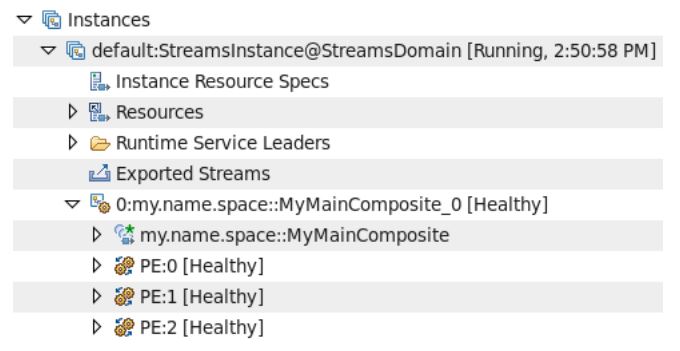 Instances
default:StreamsInstance@StreamsDomain [Running, 2:50:58 PM]
Instance Resource Specs
Resources
Runtime Service Leaders
Exported Streams
0:my.name.space::MyMainComposite_0 [Healthy]
my.name.space::MyMainComposite
PE:0 [Healthy]
PE:1 [Healthy]
PE:2 [Healthy]